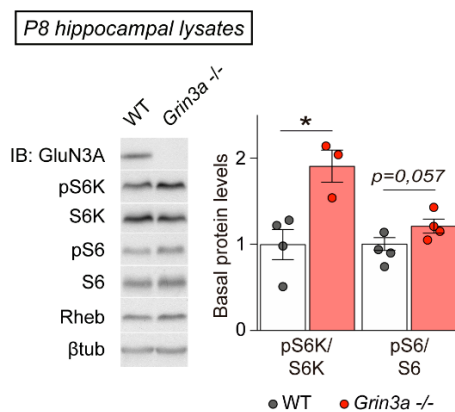 P8 hippocampal lysates
WT
Grin3a -/-
IB: GluN3A
pS6K
S6K
pS6
S6
Rheb
βtub
Basal protein levels
2
1
0
*
p=0,057
pS6K/
S6K
pS6/
S6
WT
Grin3a -/-